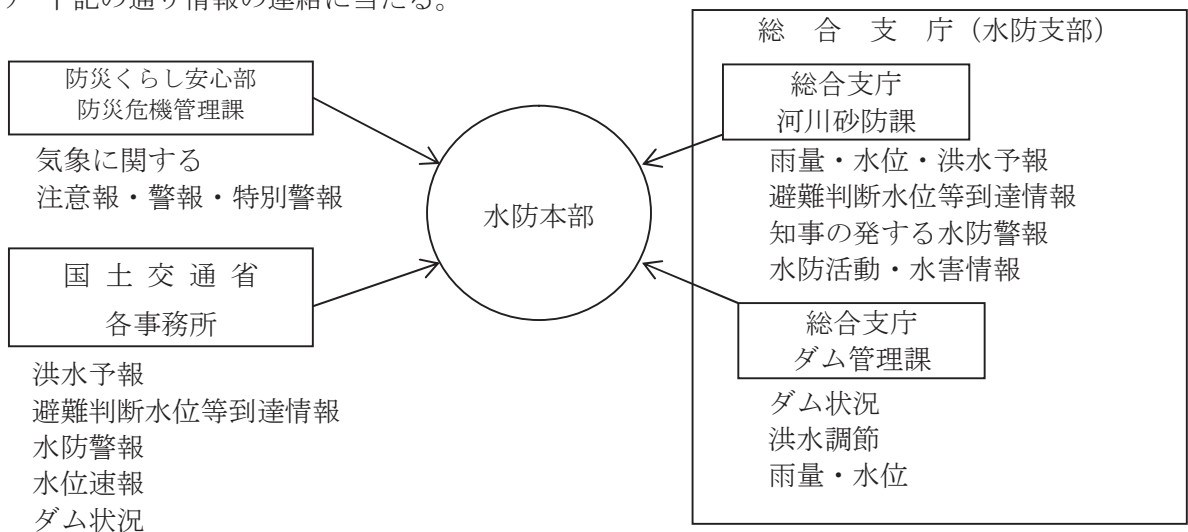 下記の通り情報の連絡に当たる。
防災くらし安心部
防災危機管理課
気象に関する
注意報・警報・特別警報
国土交通省
各事務所
洪水予報
避難判断水位等到達情報
水防警報
水位速報
ダム状況
水防本部
総合支庁(水防支部)
総合支庁
河川砂防課
雨量・水位・洪水予報
避難判断水位等到達情報
知事の発する水防警報
水防活動・水害情報
総合支庁
ダム管理課
ダム状況
洪水調節
雨量・水位